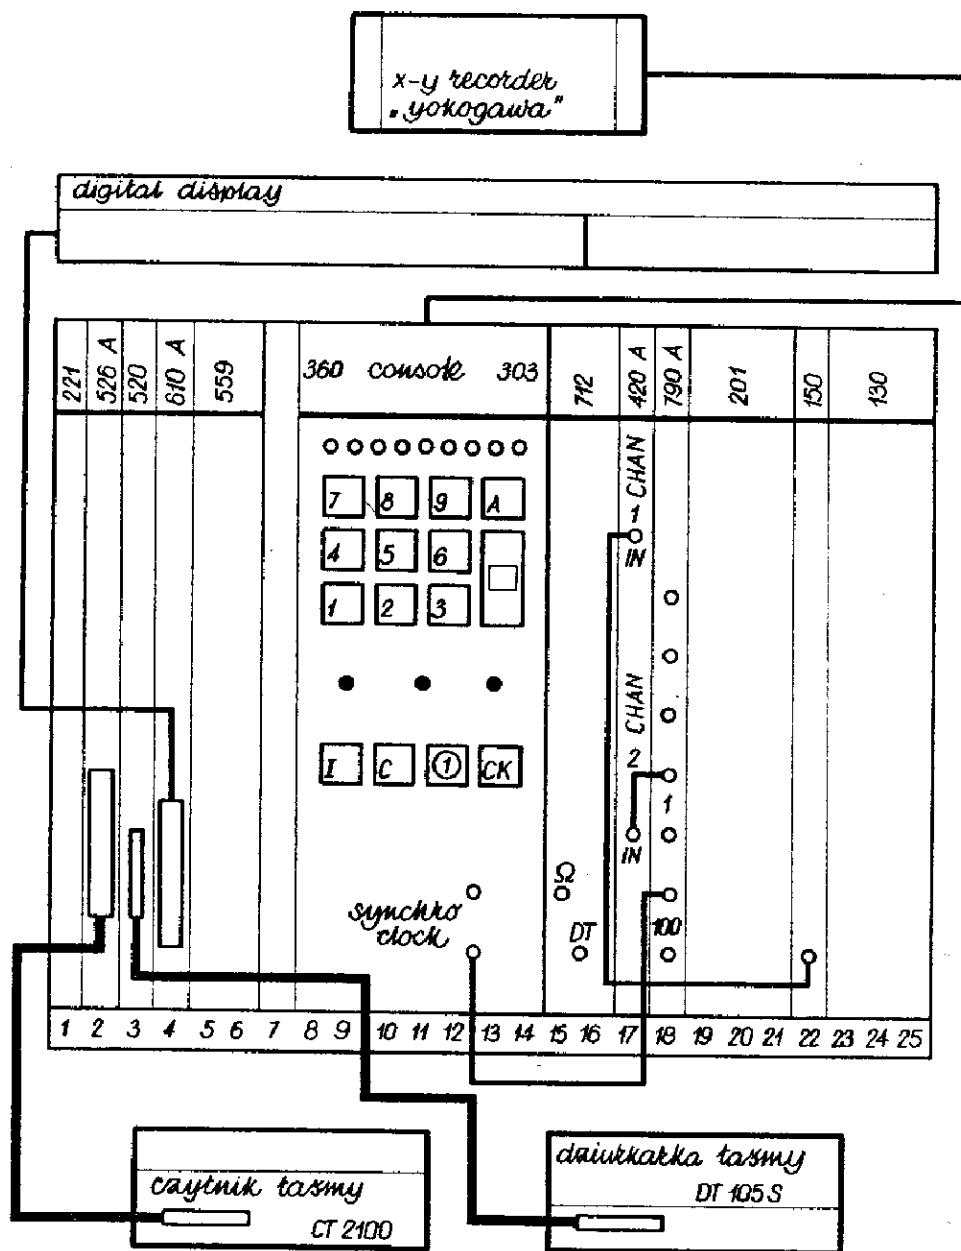 x-y recorder
„yokogawa”
digital display
221 526 A 520 610 A 559 360 console 303 712 420 A 790 A 201 150 130
7 8 9 A
4 5 6
1 2 3
CHAN
1
IN
CHAN
2
IN
1
100
I C 1 CK
Ω
DT
synchro
clock
1 2 3 4 5 6 7 8 9 10 11 12 13 14 15 16 17 18 19 20 21 22 23 24 25
czytnik taśmy
CT 2100
dziurkarka taśmy
DT 105 S